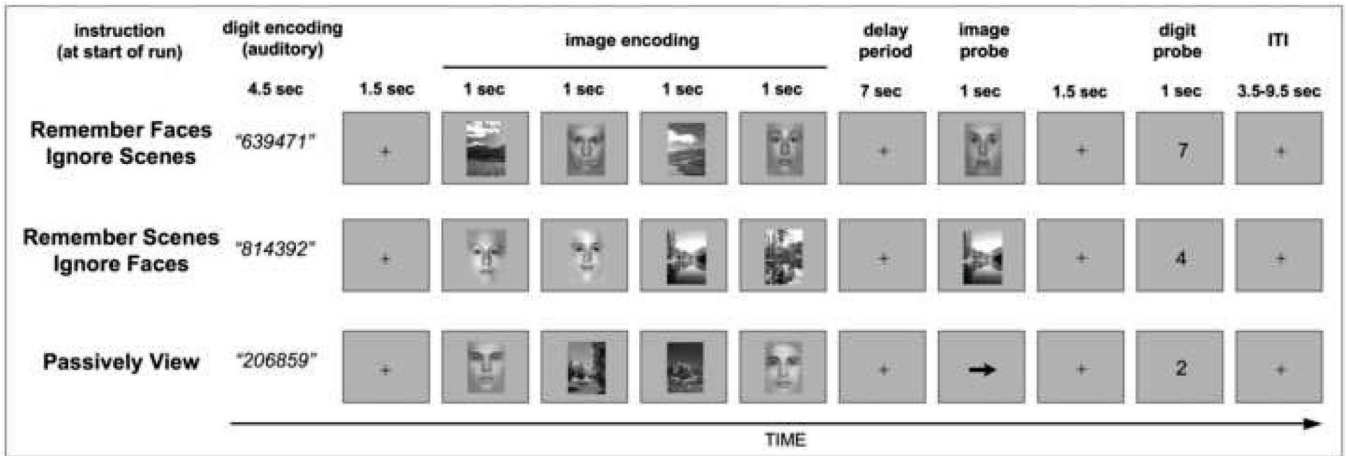 instruction
(at start of run)
digit encoding
(auditory)
image encoding
delay
period
image
probe
digit
probe
ITI
4.5 sec
1.5 sec
1 sec
1 sec
1 sec
1 sec
7 sec
1 sec
1.5 sec
1 sec
3.5-9.5 sec
Remember Faces
Ignore Scenes
"639471"
+
+
+
7
+
Remember Scenes
Ignore Faces
"814392"
+
+
+
4
+
Passively View
"206859"
+
+
+
2
+
TIME